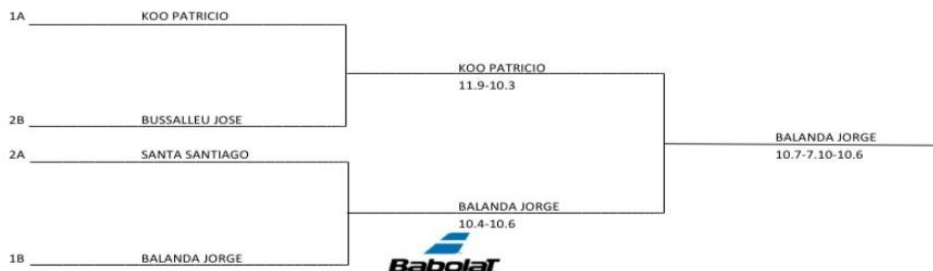 1A KOO PATRICIO
KOO PATRICIO
11.9-10.3
2B BUSSALLEU JOSE
BALANDA JORGE
10.7-7.10-10.6
2A SANTA SANTIAGO
BALANDA JORGE
10.4-10.6
1B BALANDA JORGE
BabolaT